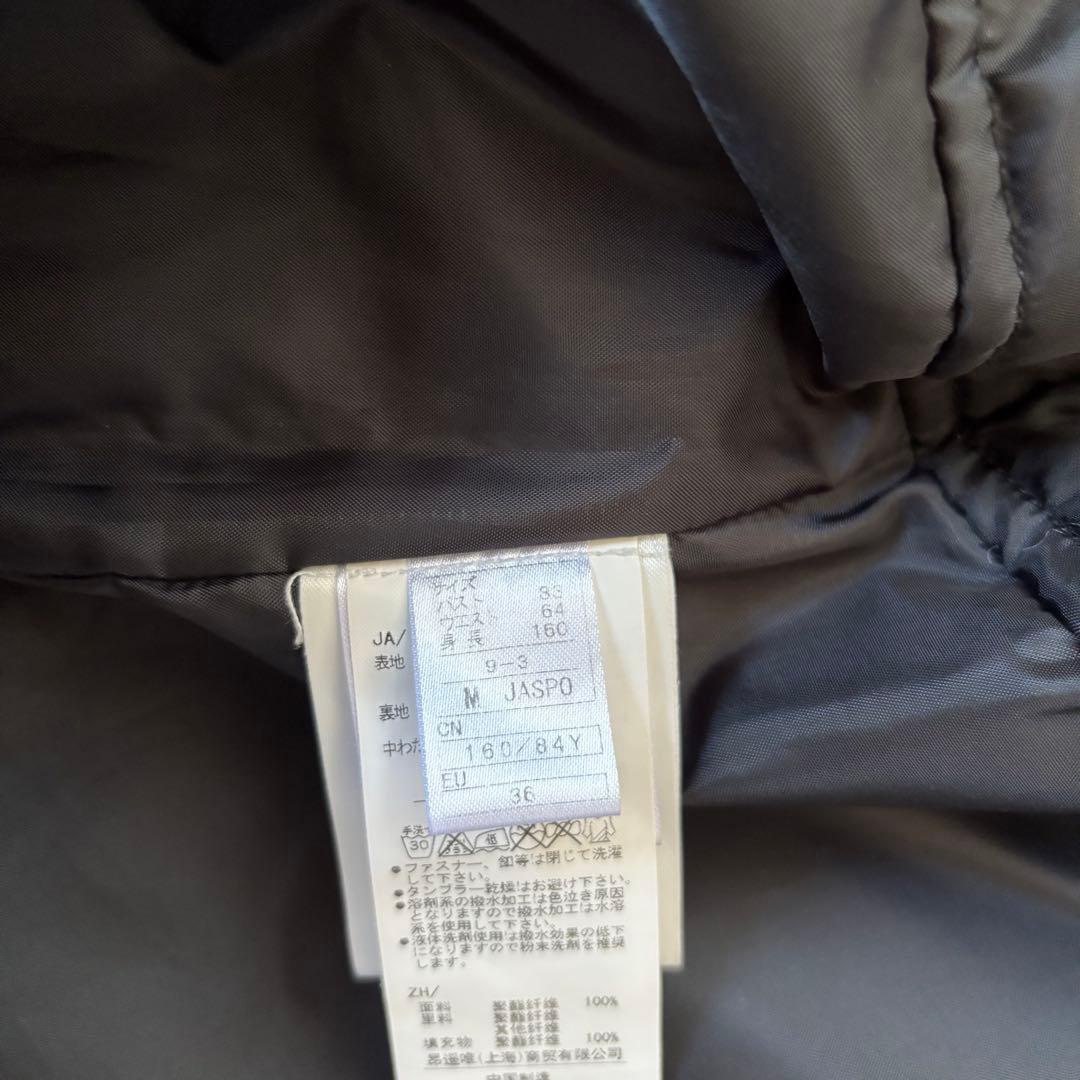 サイズ
バスト 83
ウエスト 64
身長 160
9-3
M JASPO
CN
160/84Y
EU
36
JA/
表地
裏地
中わた
手洗
30
低
●ファスナー、釦等は閉じて洗濯
して下さい。
●タンブラー乾燥はお避け下さい。
●溶剤系の撥水加工は色泣き原因
となりますので撥水加工は水溶
系を使用して下さい。
●液体洗剤使用は撥水効果の低下
になりますので粉末洗剤を推奨
します。
ZH/
面料 聚酯纤维 100%
里料 聚酯纤维
其他纤维
填充物 聚酯纤维 100%
(上海)商贸有限公司
中国制造